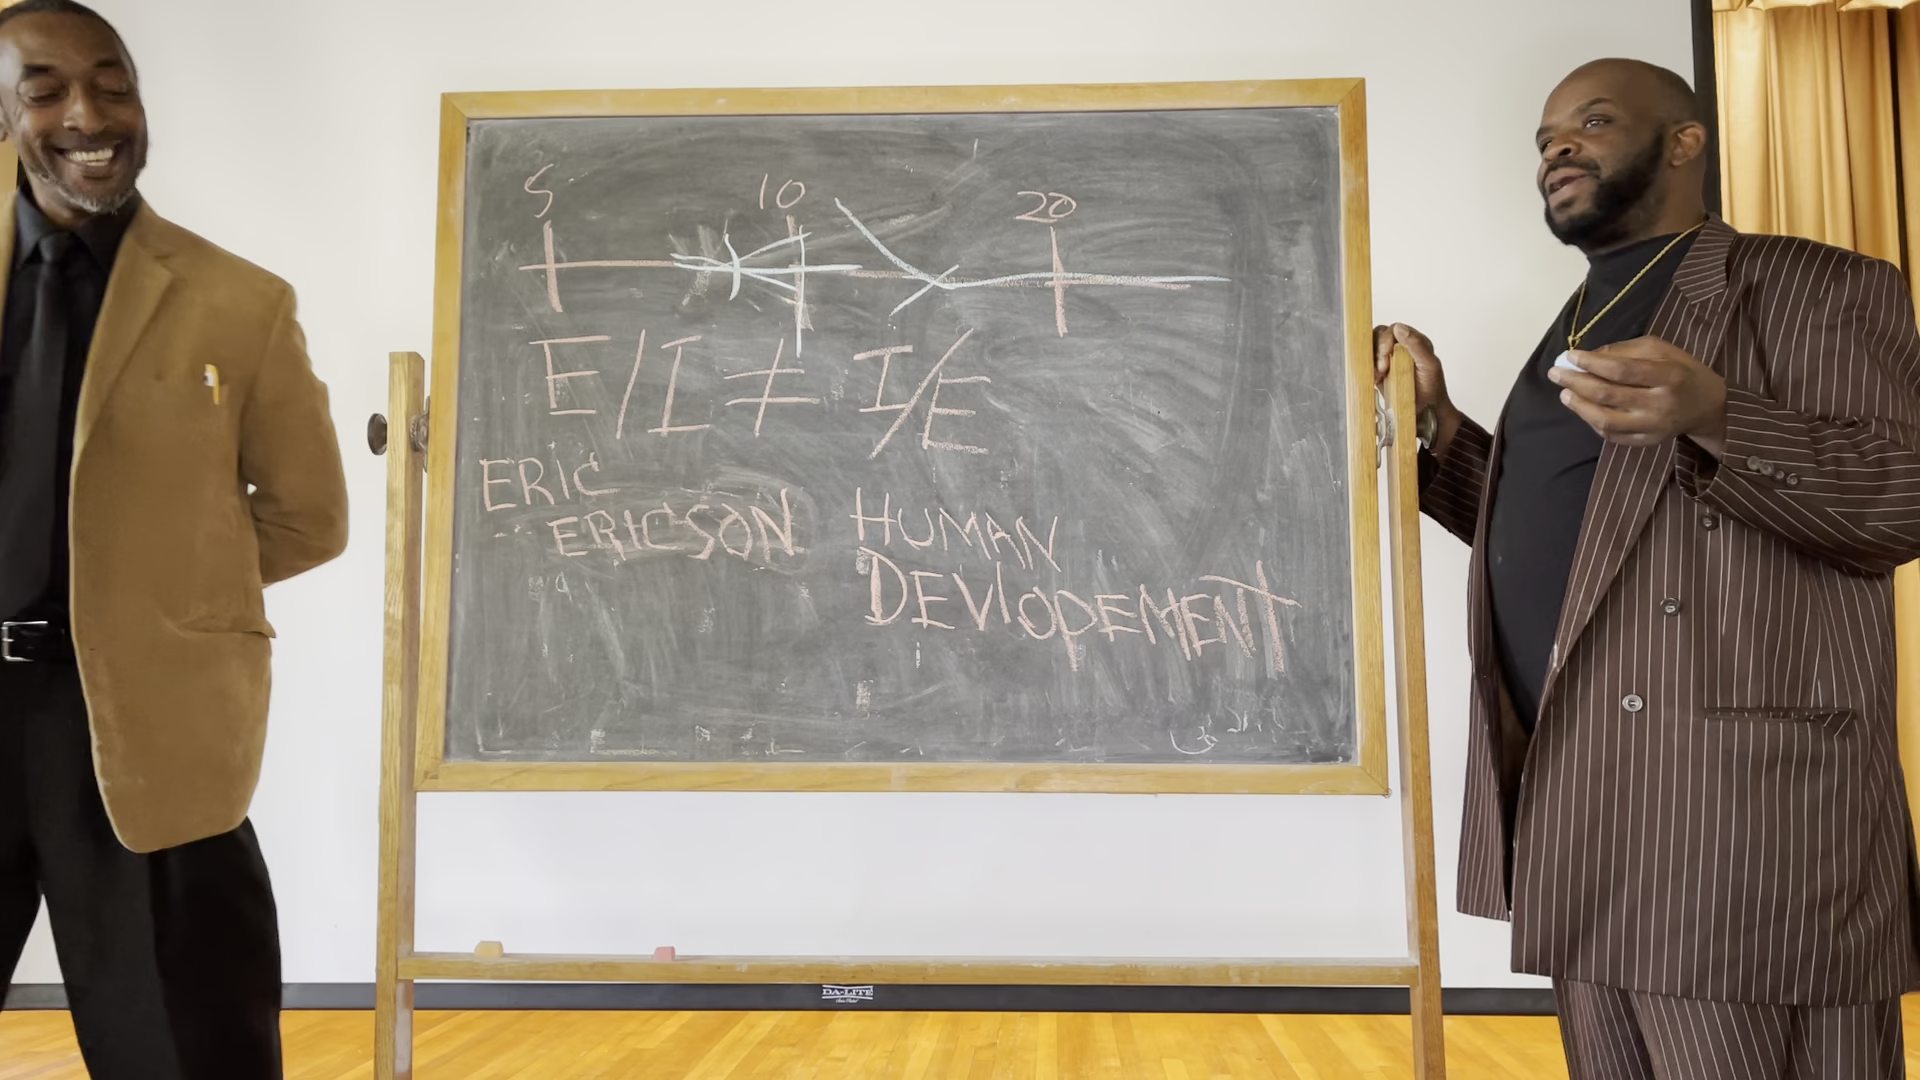 5 10 20
E/I ≠ I/E
ERIC
ERICSON
HUMAN
DEVLOPEMENT
DA-LITE